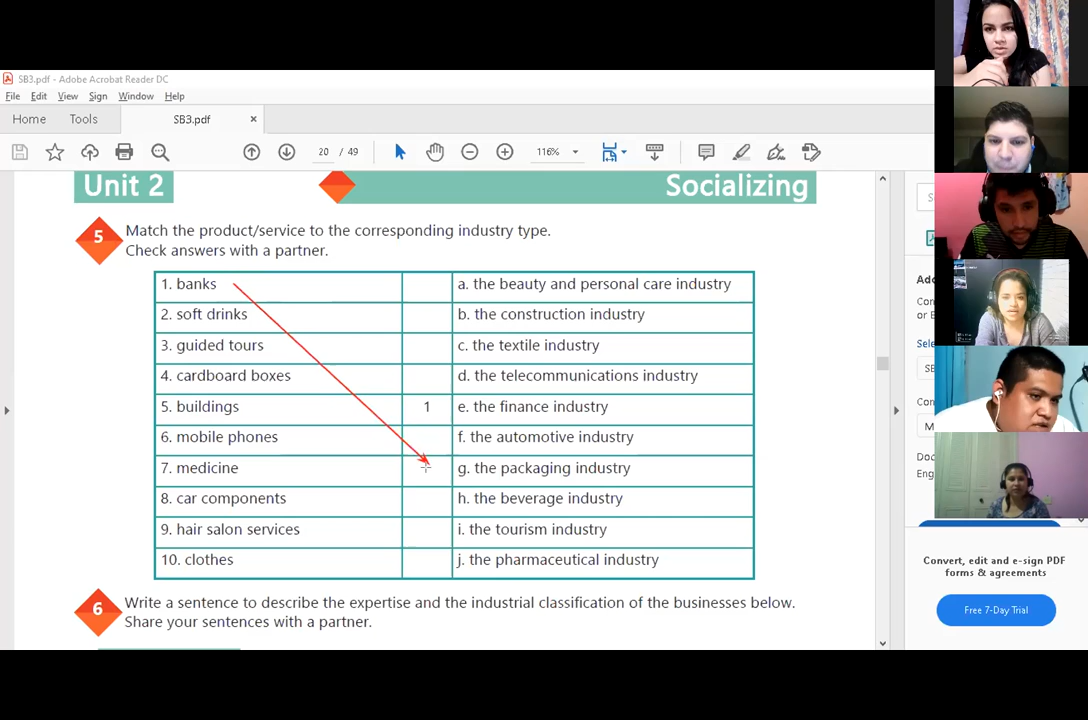 SB3.pdf - Adobe Acrobat Reader DC
File Edit View Sign Window Help
Home Tools SB3.pdf ×
20 / 49 116%
Unit 2 Socializing
5 Match the product/service to the corresponding industry type.
Check answers with a partner.
1. banks a. the beauty and personal care industry
2. soft drinks b. the construction industry
3. guided tours c. the textile industry
4. cardboard boxes d. the telecommunications industry
5. buildings 1 e. the finance industry
6. mobile phones f. the automotive industry
7. medicine g. the packaging industry
8. car components h. the beverage industry
9. hair salon services i. the tourism industry
10. clothes j. the pharmaceutical industry
6 Write a sentence to describe the expertise and the industrial classification of the businesses below.
Share your sentences with a partner.
Convert, edit and e-sign PDF
forms & agreements
Free 7-Day Trial